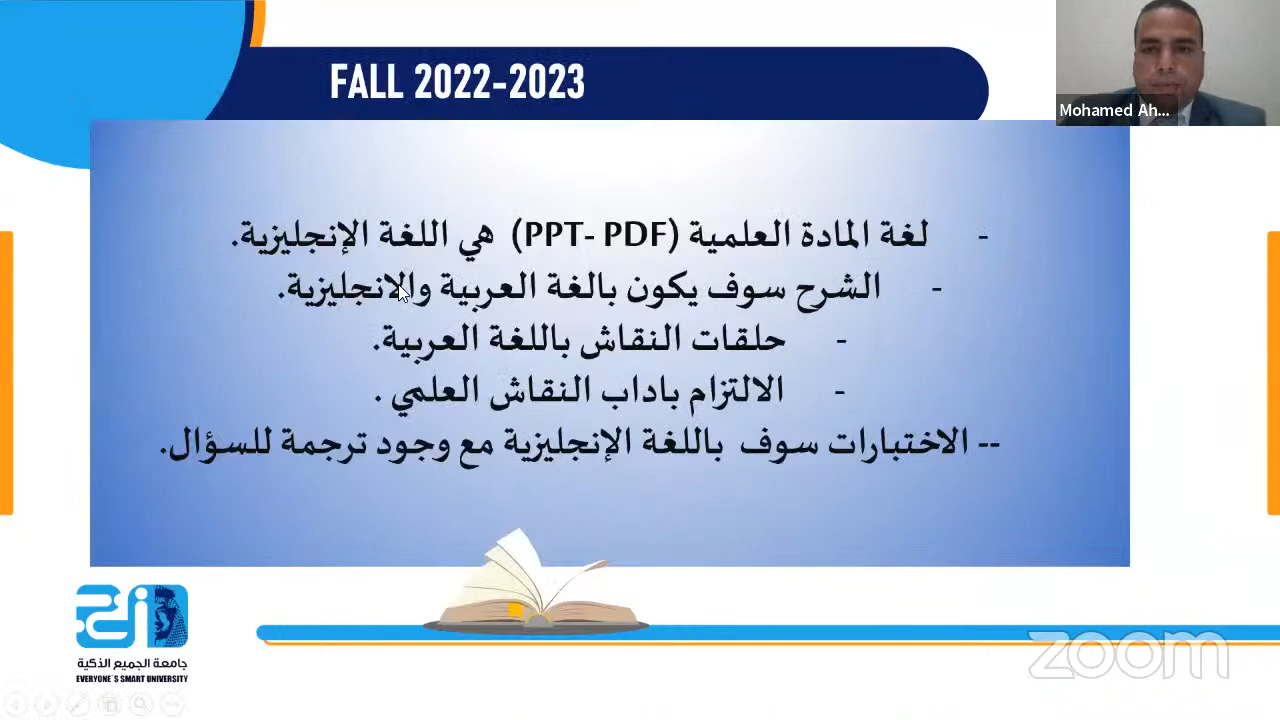 FALL 2022-2023
Mohamed Ah...
- لغة المادة العلمية (PPT- PDF) هي اللغة الإنجليزية.
- الشرح سوف يكون بالغة العربية والانجليزية.
- حلقات النقاش باللغة العربية.
- الالتزام باداب النقاش العلمي .
-- الاختبارات سوف باللغة الإنجليزية مع وجود ترجمة للسؤال.
جامعة الجميع الذكية
EVERYONE`S SMART UNIVERSITY
zoom